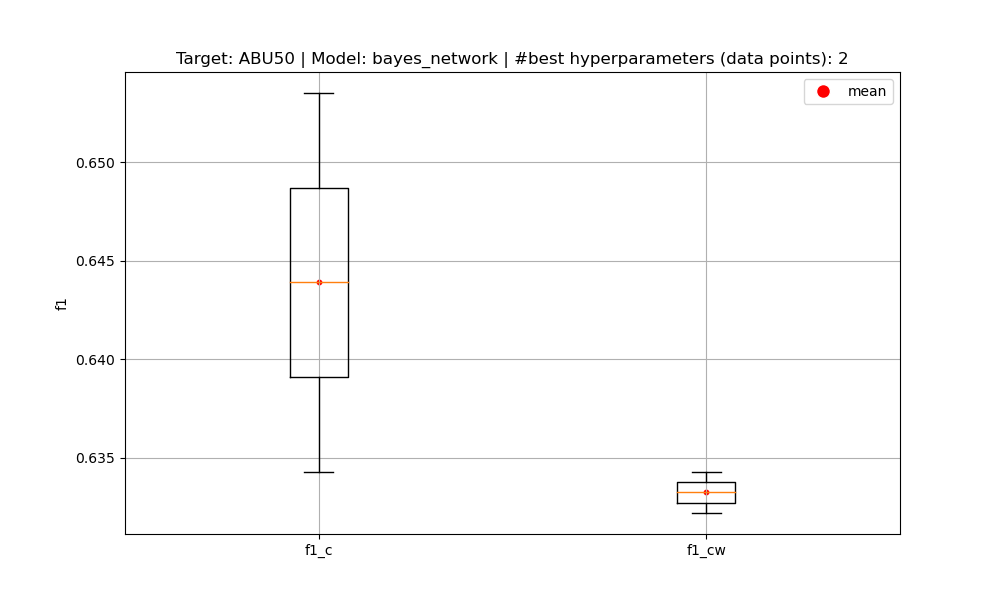 Target: ABU50 | Model: bayes_network | #best hyperparameters (data points): 2
mean
0.650
0.645
0.640
0.635
f1
f1_c
f1_cw